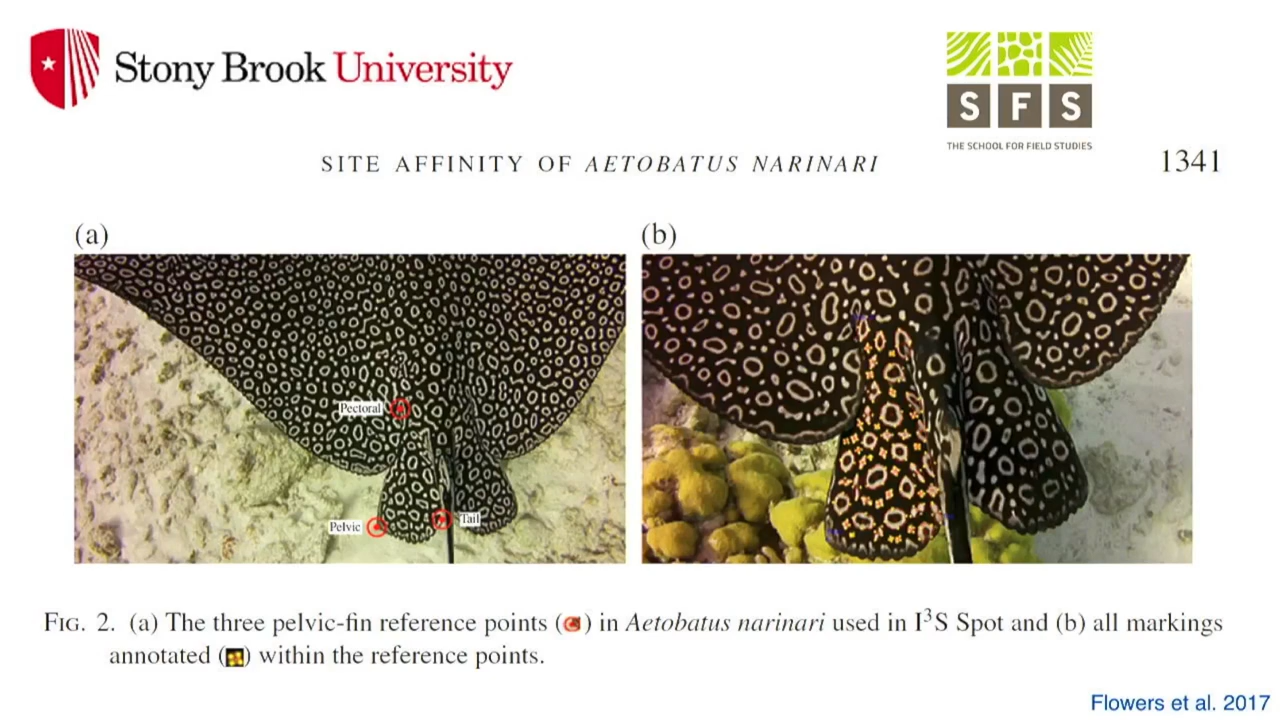 Stony Brook University
S F S
THE SCHOOL FOR FIELD STUDIES
SITE AFFINITY OF AETOBATUS NARINARI 1341
(a) (b)
Pectoral
Pelvic
Tail
FIG. 2. (a) The three pelvic-fin reference points ( ) in Aetobatus narinari used in I³S Spot and (b) all markings
annotated ( ) within the reference points.
Flowers et al. 2017